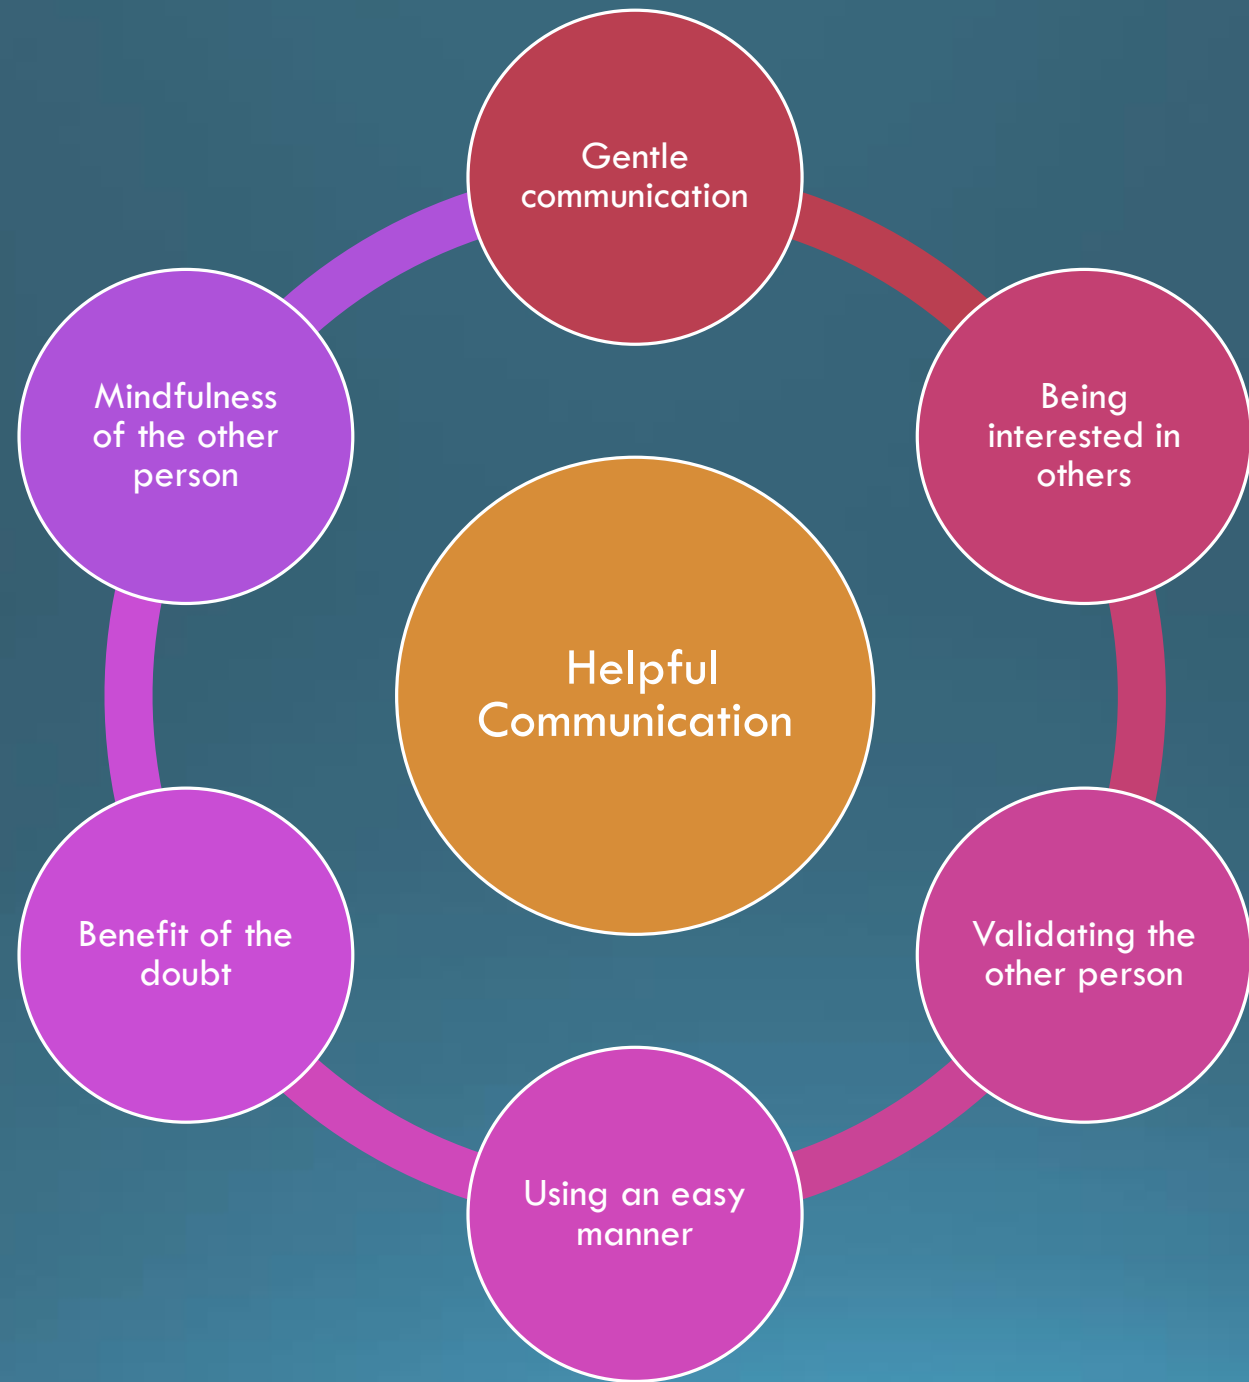 Gentle
communication
Being
interested in
others
Validating the
other person
Using an easy
manner
Benefit of the
doubt
Mindfulness
of the other
person
Helpful
Communication